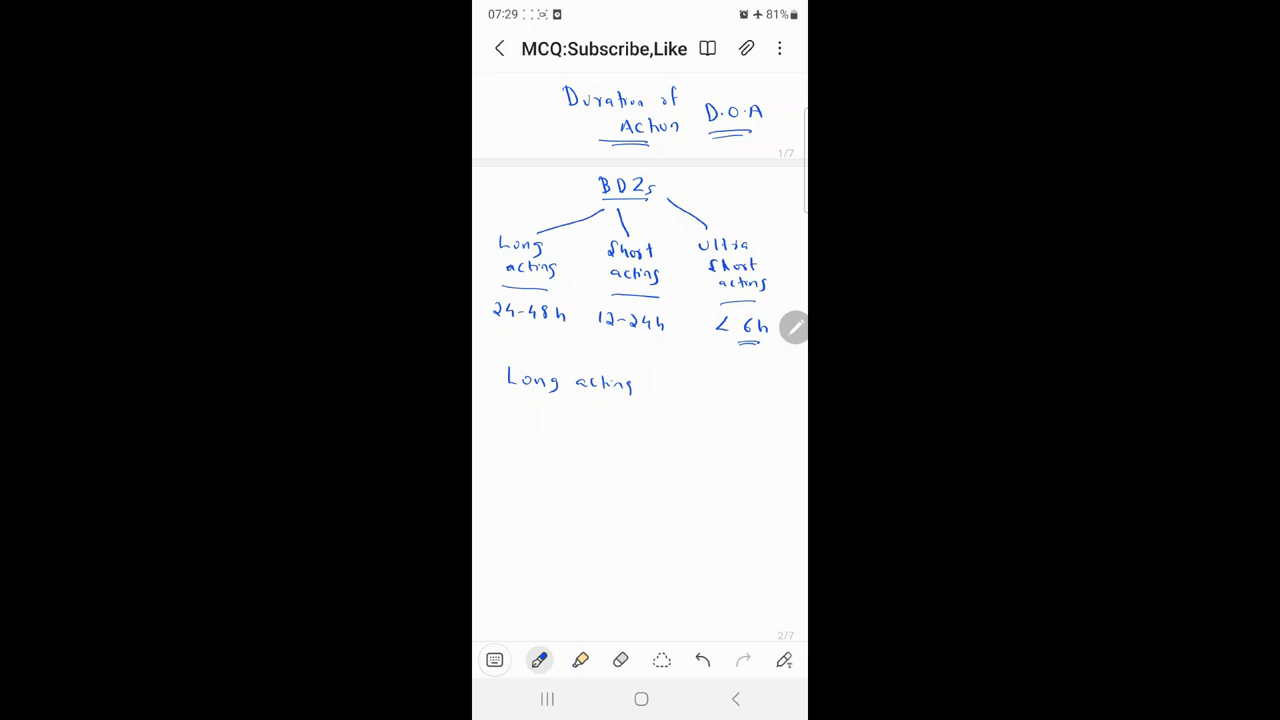 07:29 81%
MCQ:Subscribe,Like
Duration of
Action D.O.A
1/7
BDZs
Long acting
Short acting
Ultra Short acting
24-48h 12-24h < 6h
Long acting
2/7